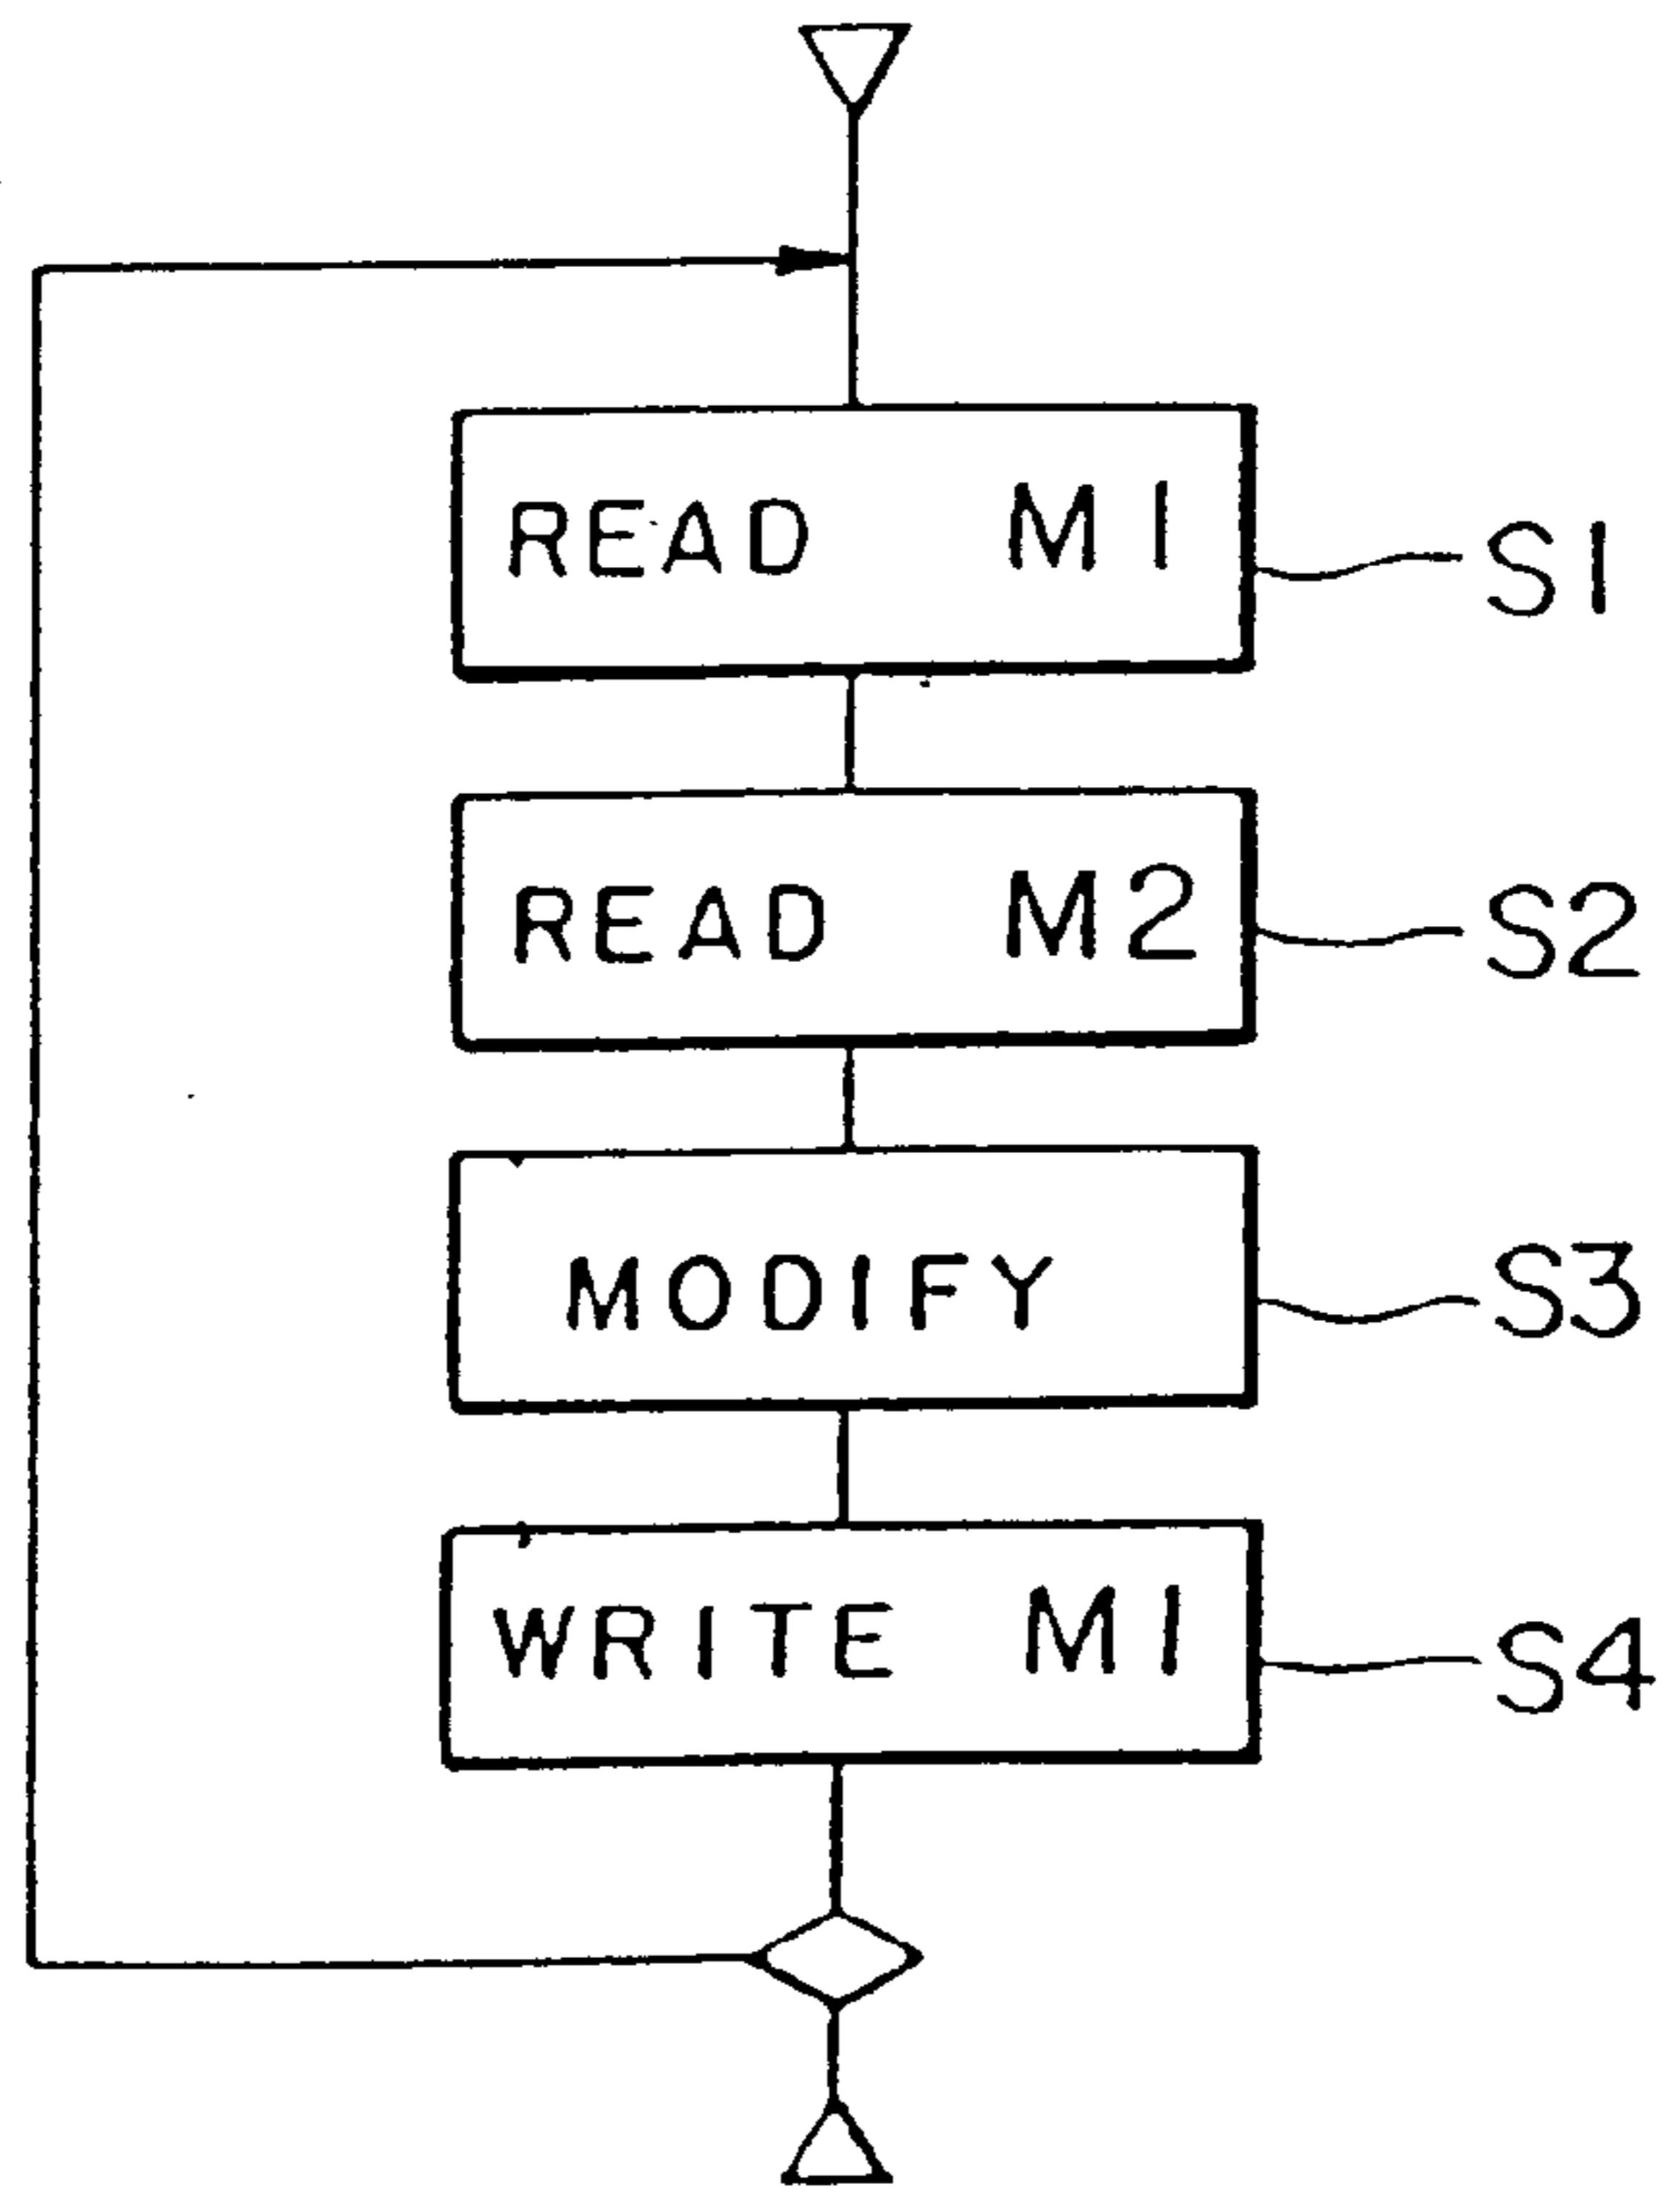 READ M1
S1
READ M2
S2
MODIFY
S3
WRITE M1
S4